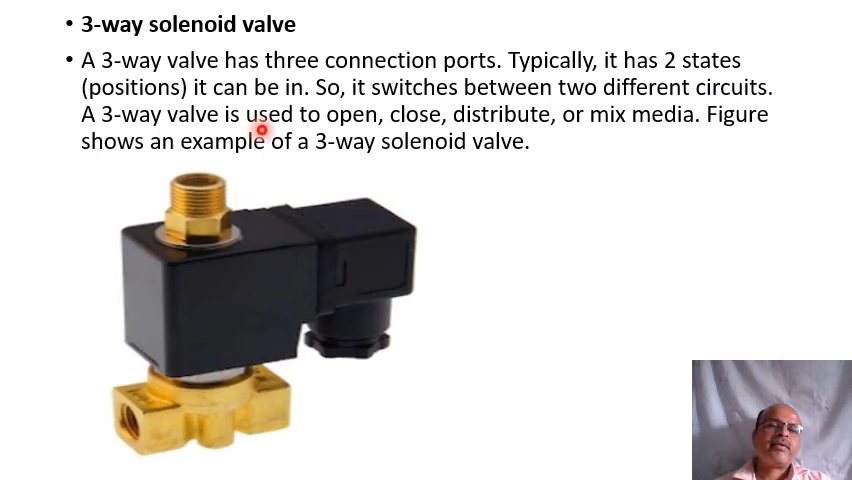 3-way solenoid valve
A 3-way valve has three connection ports. Typically, it has 2 states
(positions) it can be in. So, it switches between two different circuits.
A 3-way valve is used to open, close, distribute, or mix media. Figure
shows an example of a 3-way solenoid valve.